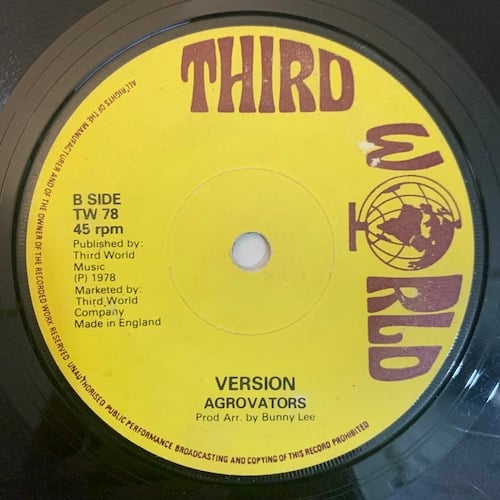 THIRD
WORLD
B SIDE
TW 78
45 rpm
Published by:
Third World
Music
(P) 1978
Marketed by:
Third World
Company
Made in England
VERSION
AGROVATORS
Prod Arr. by Bunny Lee
ALL RIGHTS OF THE MANUFACTURER AND OF THE OWNER OF THE RECORDED WORK RESERVED UNAUTHORISED PUBLIC PERFORMANCE BROADCASTING AND COPYING OF THIS RECORD PROHIBITED